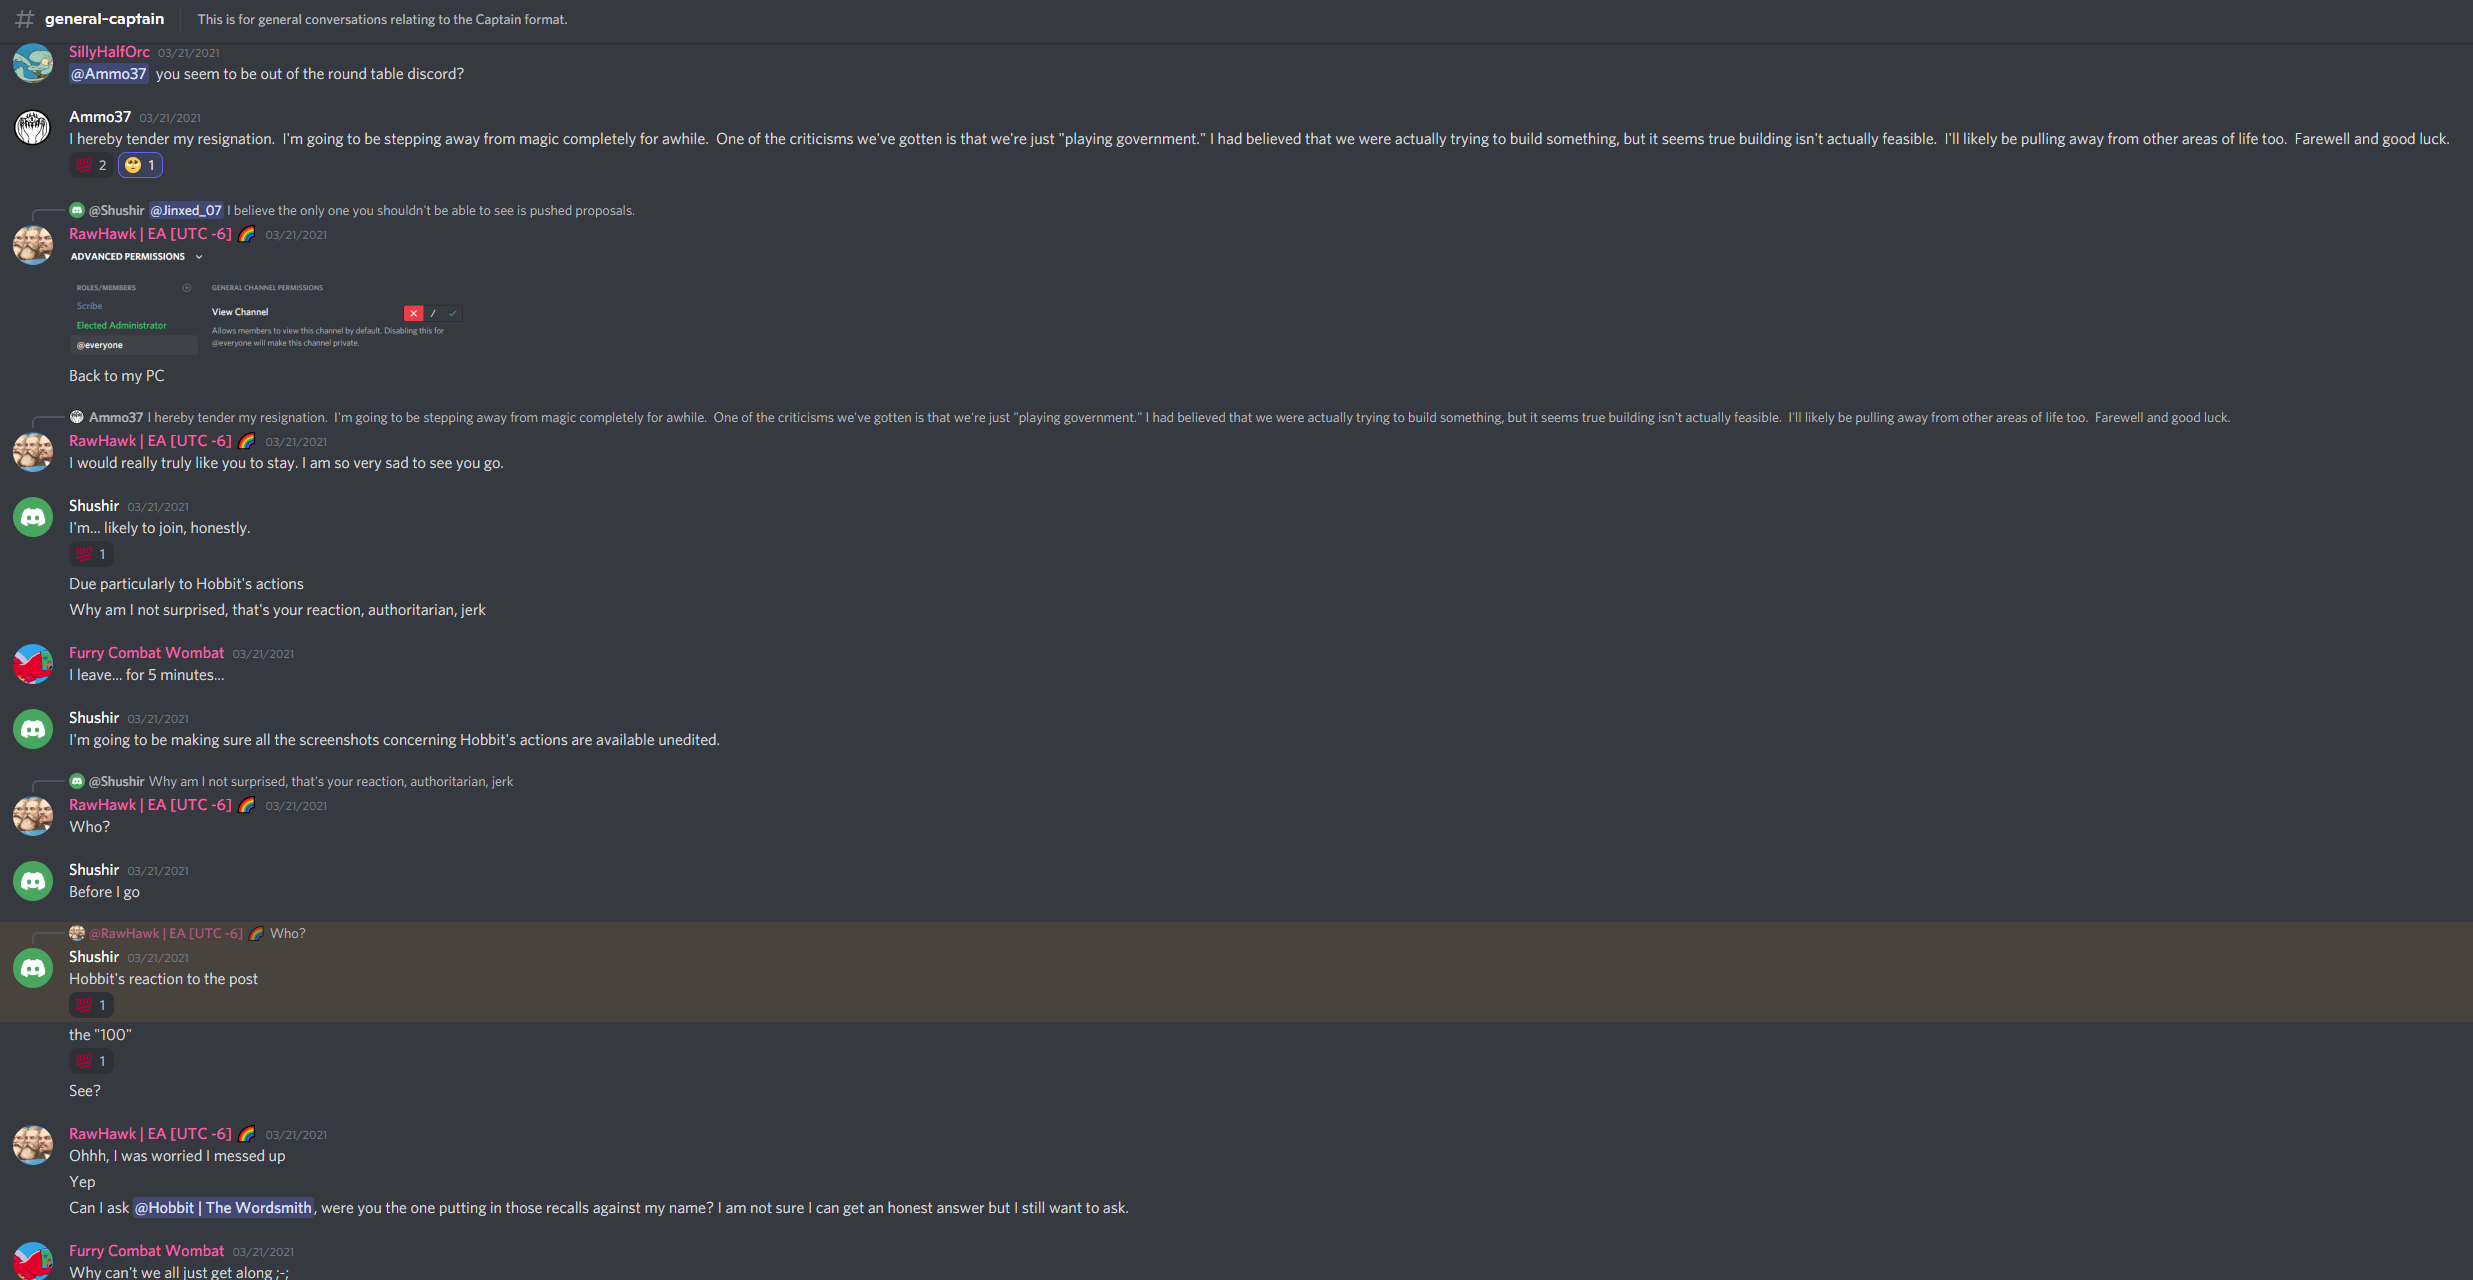 general-captain This is for general conversations relating to the Captain format.
SillyHalfOrc 03/21/2021
@Ammo37 you seem to be out of the round table discord?
Ammo37 03/21/2021
I hereby tender my resignation. I'm going to be stepping away from magic completely for awhile. One of the criticisms we've gotten is that we're just "playing government." I had believed that we were actually trying to build something, but it seems true building isn't actually feasible. I'll likely be pulling away from other areas of life too. Farewell and good luck.
2 1
@Shushir @Jinxed_07 I believe the only one you shouldn't be able to see is pushed proposals.
RawHawk | EA [UTC -6] 03/21/2021
ADVANCED PERMISSIONS
ROLES/MEMBERS GENERAL CHANNEL PERMISSIONS
Scribe
View Channel
Elected Administrator
Allows members to view this channel by default. Disabling this for
@everyone will make this channel private.
@everyone
Back to my PC
Ammo37 I hereby tender my resignation. I'm going to be stepping away from magic completely for awhile. One of the criticisms we've gotten is that we're just "playing government." I had believed that we were actually trying to build something, but it seems true building isn't actually feasible. I'll likely be pulling away from other areas of life too. Farewell and good luck.
RawHawk | EA [UTC -6] 03/21/2021
I would really truly like you to stay. I am so very sad to see you go.
Shushir 03/21/2021
I'm... likely to join, honestly.
100 1
Due particularly to Hobbit's actions
Why am I not surprised, that's your reaction, authoritarian, jerk
Furry Combat Wombat 03/21/2021
I leave... for 5 minutes...
Shushir 03/21/2021
I'm going to be making sure all the screenshots concerning Hobbit's actions are available unedited.
@Shushir Why am I not surprised, that's your reaction, authoritarian, jerk
RawHawk | EA [UTC -6] 03/21/2021
Who?
Shushir 03/21/2021
Before I go
@RawHawk | EA [UTC -6] Who?
Shushir 03/21/2021
Hobbit's reaction to the post
100 1
the "100"
100 1
See?
RawHawk | EA [UTC -6] 03/21/2021
Ohhh, I was worried I messed up
Yep
Can I ask @Hobbit | The Wordsmith, were you the one putting in those recalls against my name? I am not sure I can get an honest answer but I still want to ask.
Furry Combat Wombat 03/21/2021
Why can't we all just get along ;-;